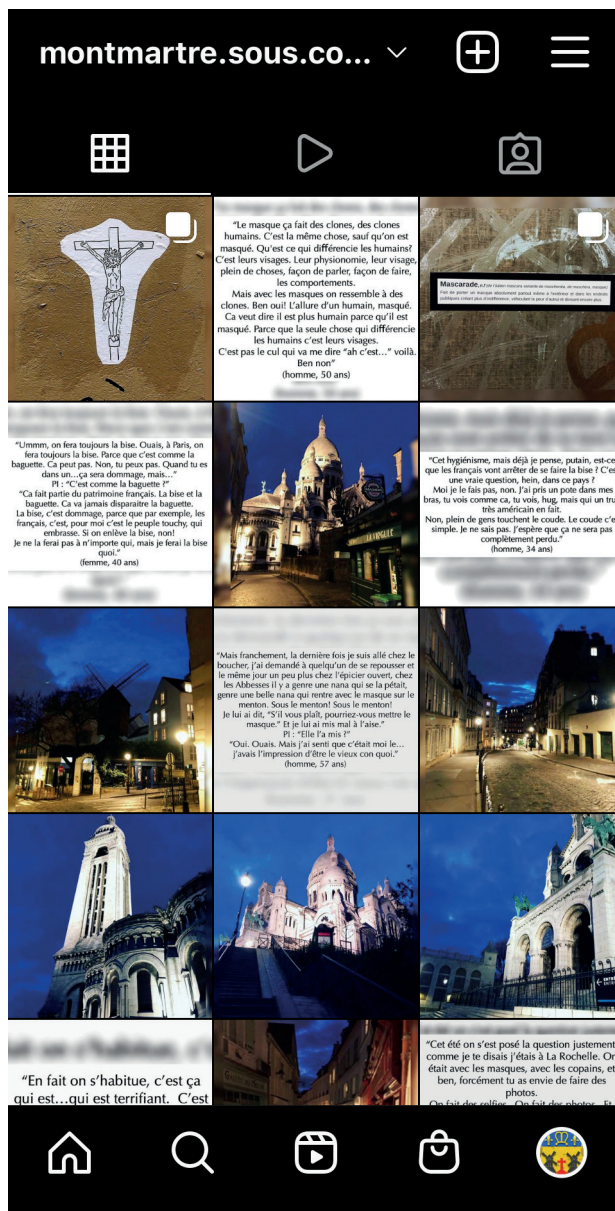 montmartre.sous.co...
“Le masque ça fait des clones, des clones
humains. C'est la même chose, sauf qu'on est
masqué. Qu'est ce qui différencie les humains?
C'est leurs visages. Leur physionomie, leur visage,
plein de choses, façon de parler, façon de faire,
les comportements.
Mais avec les masques on ressemble à des
clones. Ben oui! L'allure d'un humain, masqué.
Ca veut dire il est plus humain parce qu'il est
masqué. Parce que la seule chose qui différencie
les humains c'est leurs visages.
C'est pas le cul qui va me dire “ah c'est...” voilà.
Ben non”
(homme, 50 ans)
Mascarade,
“Ummm, on fera toujours la bise. Ouais, à Paris, on
fera toujours la bise. Parce que c'est comme la
baguette. Ca peut pas. Non, tu peux pas. Quand tu es
dans un...ça sera dommage, mais...”
PI : “C'est comme la baguette ?”
“Ca fait partie du patrimoine français. La bise et la
baguette. Ca va jamais disparaitre la baguette.
La bise, c'est dommage, parce que par exemple, les
français, c'est, pour moi c'est le peuple touchy, qui
embrasse. Si on enlève la bise, non!
Je ne la ferai pas à n'importe qui, mais je ferai la bise
quoi.”
(femme, 40 ans)
“Cet hygiénisme, mais déjà je pense, putain, est-ce
que les français vont arrêter de se faire la bise ? C'es
une vraie question, hein, dans ce pays ?
Moi je le fais pas, non. J'ai pris un pote dans mes
bras, tu vois comme ca, tu vois, hug, mais qui un tru
très américain en fait.
Non, plein de gens touchent le coude. Le coude c'e
simple. Je ne sais pas. J'espère que ça ne sera pas
complètement perdu.”
(homme, 34 ans)
“Mais franchement, la dernière fois je suis allé chez le
boucher, j'ai demandé à quelqu'un de se repousser et
le même jour un peu plus chez l'épicier ouvert, chez
les Abbesses il y a genre une nana qui se la pétait,
genre une belle nana qui rentre avec le masque sur le
menton. Sous le menton! Sous le menton!
Je lui ai dit, “S'il vous plaît, pourriez-vous mettre le
masque.” Et je lui ai mis mal à l'aise.”
PI : “Elle l'a mis ?”
“Oui. Ouais. Mais j'ai senti que c'était moi le...
j'avais l'impression d'être le vieux con quoi.”
(homme, 57 ans)
“En fait on s'habitue, c'est ça
qui est...qui est terrifiant. C'est
“Cet été on s'est posé la question justement
comme je te disais j'étais à La Rochelle. On
était avec les masques, avec les copains, et
ben, forcément tu as envie de faire des
photos.
On fait des selfies. On fait des photos. Et